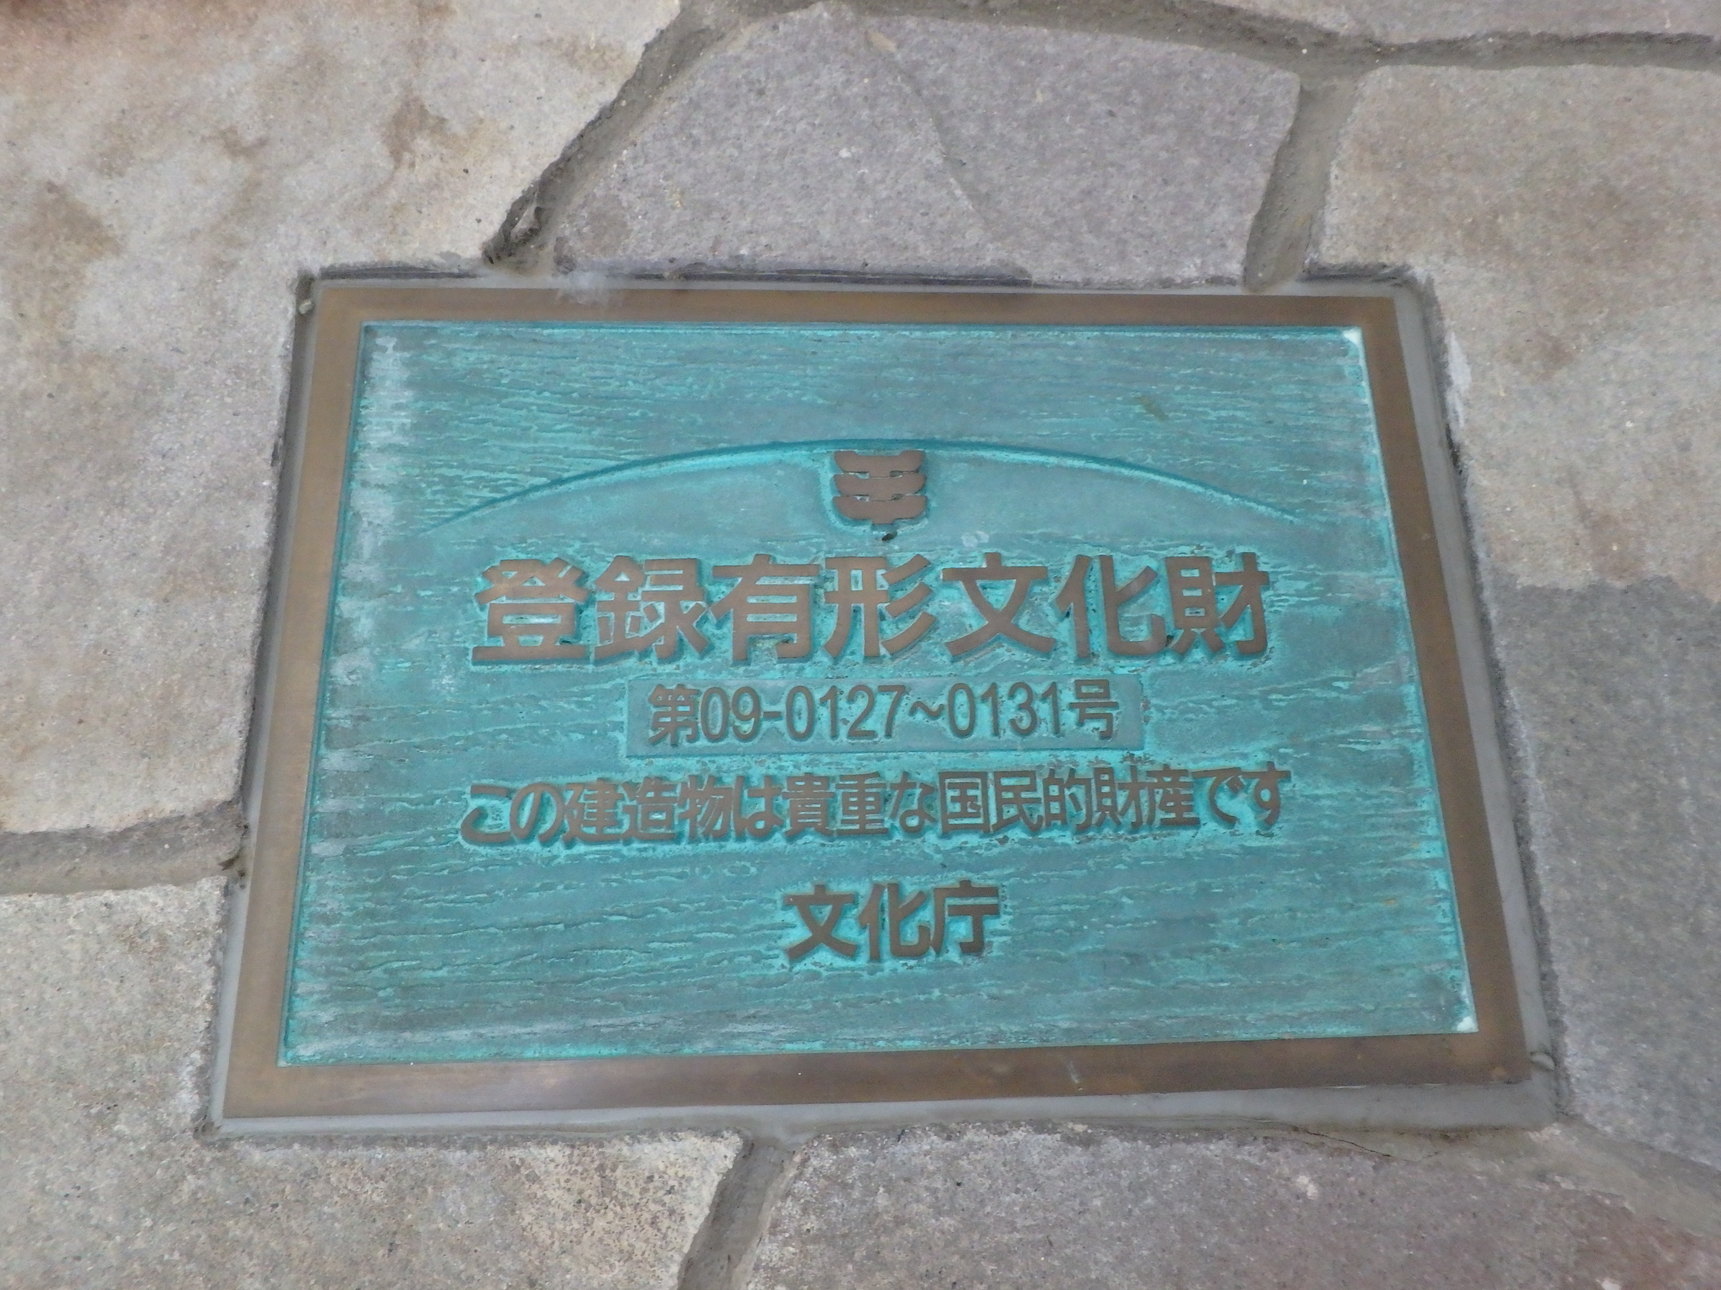 登録有形文化財
第09-0127~0131号
この建造物は貴重な国民的財産です
文化庁